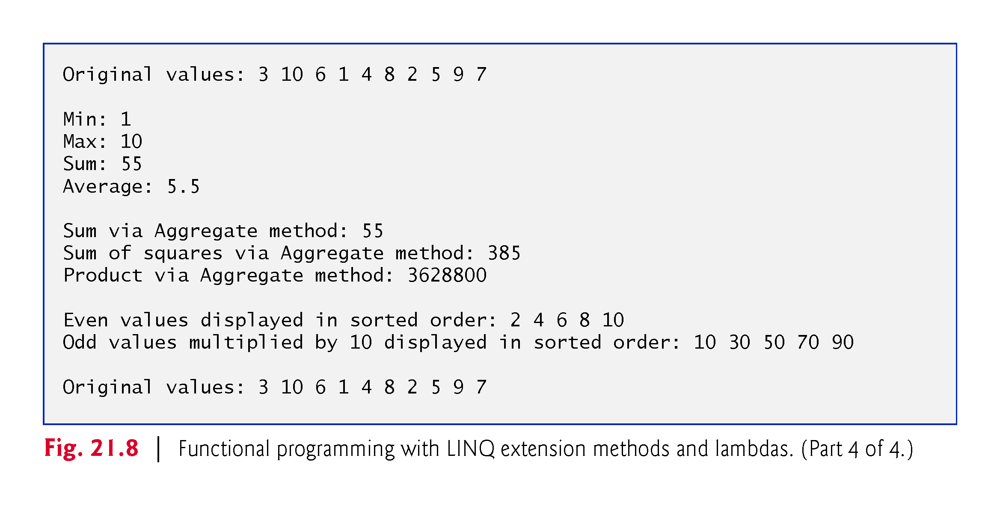 Original values: 3 10 6 1 4 8 2 5 9 7
Min: 1
Max: 10
Sum: 55
Average: 5.5
Sum via Aggregate method: 55
Sum of squares via Aggregate method: 385
Product via Aggregate method: 3628800
Even values displayed in sorted order: 2 4 6 8 10
Odd values multiplied by 10 displayed in sorted order: 10 30 50 70 90
Original values: 3 10 6 1 4 8 2 5 9 7
Fig. 21.8 | Functional programming with LINQ extension methods and lambdas. (Part 4 of 4.)